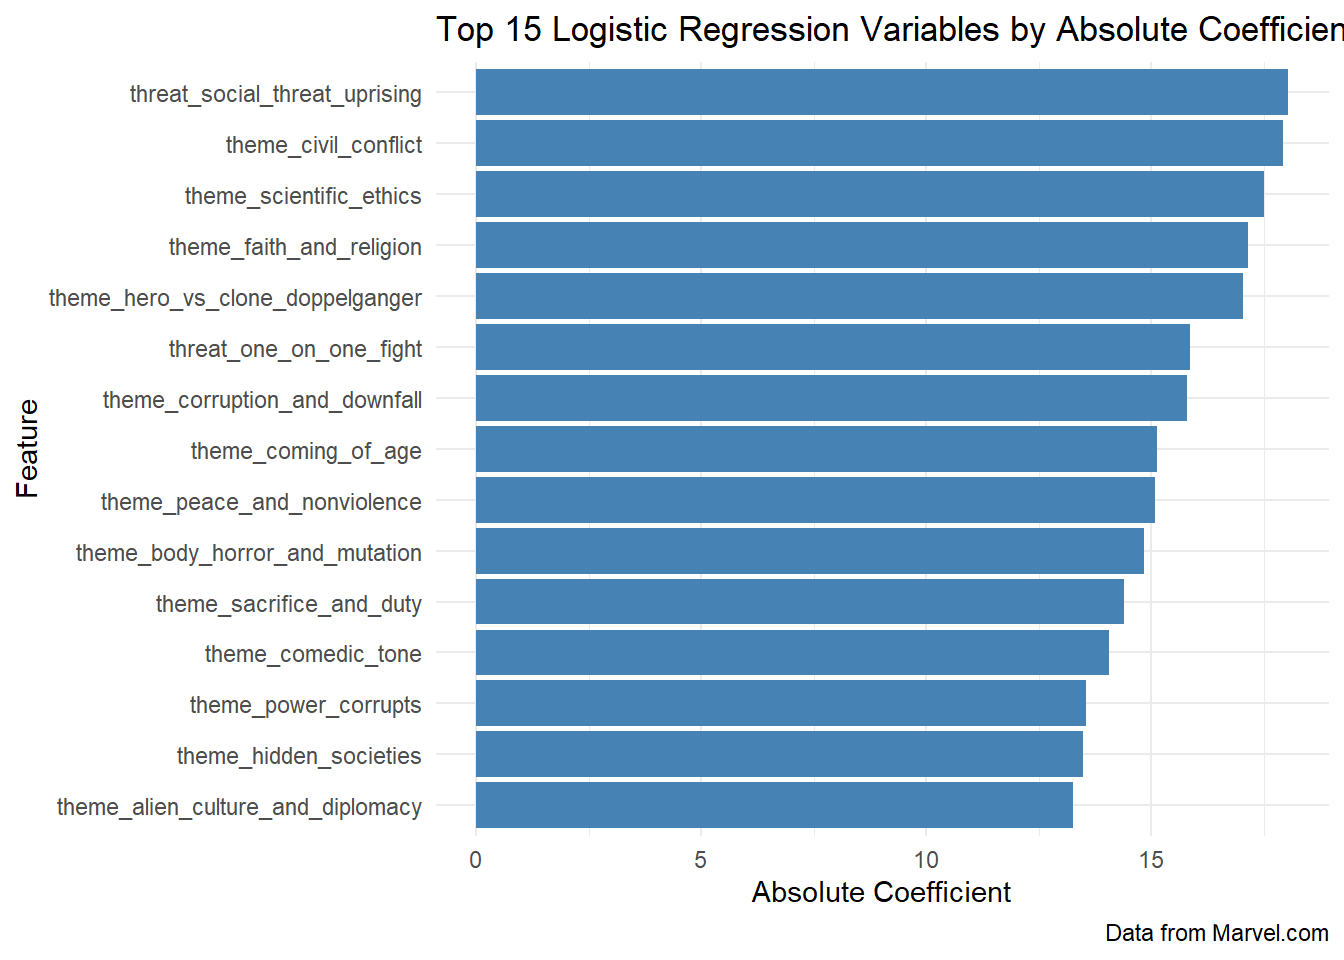 Top 15 Logistic Regression Variables by Absolute Coefficien
threat_social_threat_uprising
theme_civil_conflict
theme_scientific_ethics
theme_faith_and_religion
theme_hero_vs_clone_doppelganger
threat_one_on_one_fight
theme_corruption_and_downfall
theme_coming_of_age
theme_peace_and_nonviolence
theme_body_horror_and_mutation
theme_sacrifice_and_duty
theme_comedic_tone
theme_power_corrupts
theme_hidden_societies
theme_alien_culture_and_diplomacy
Feature
0 5 10 15
Absolute Coefficient
Data from Marvel.com